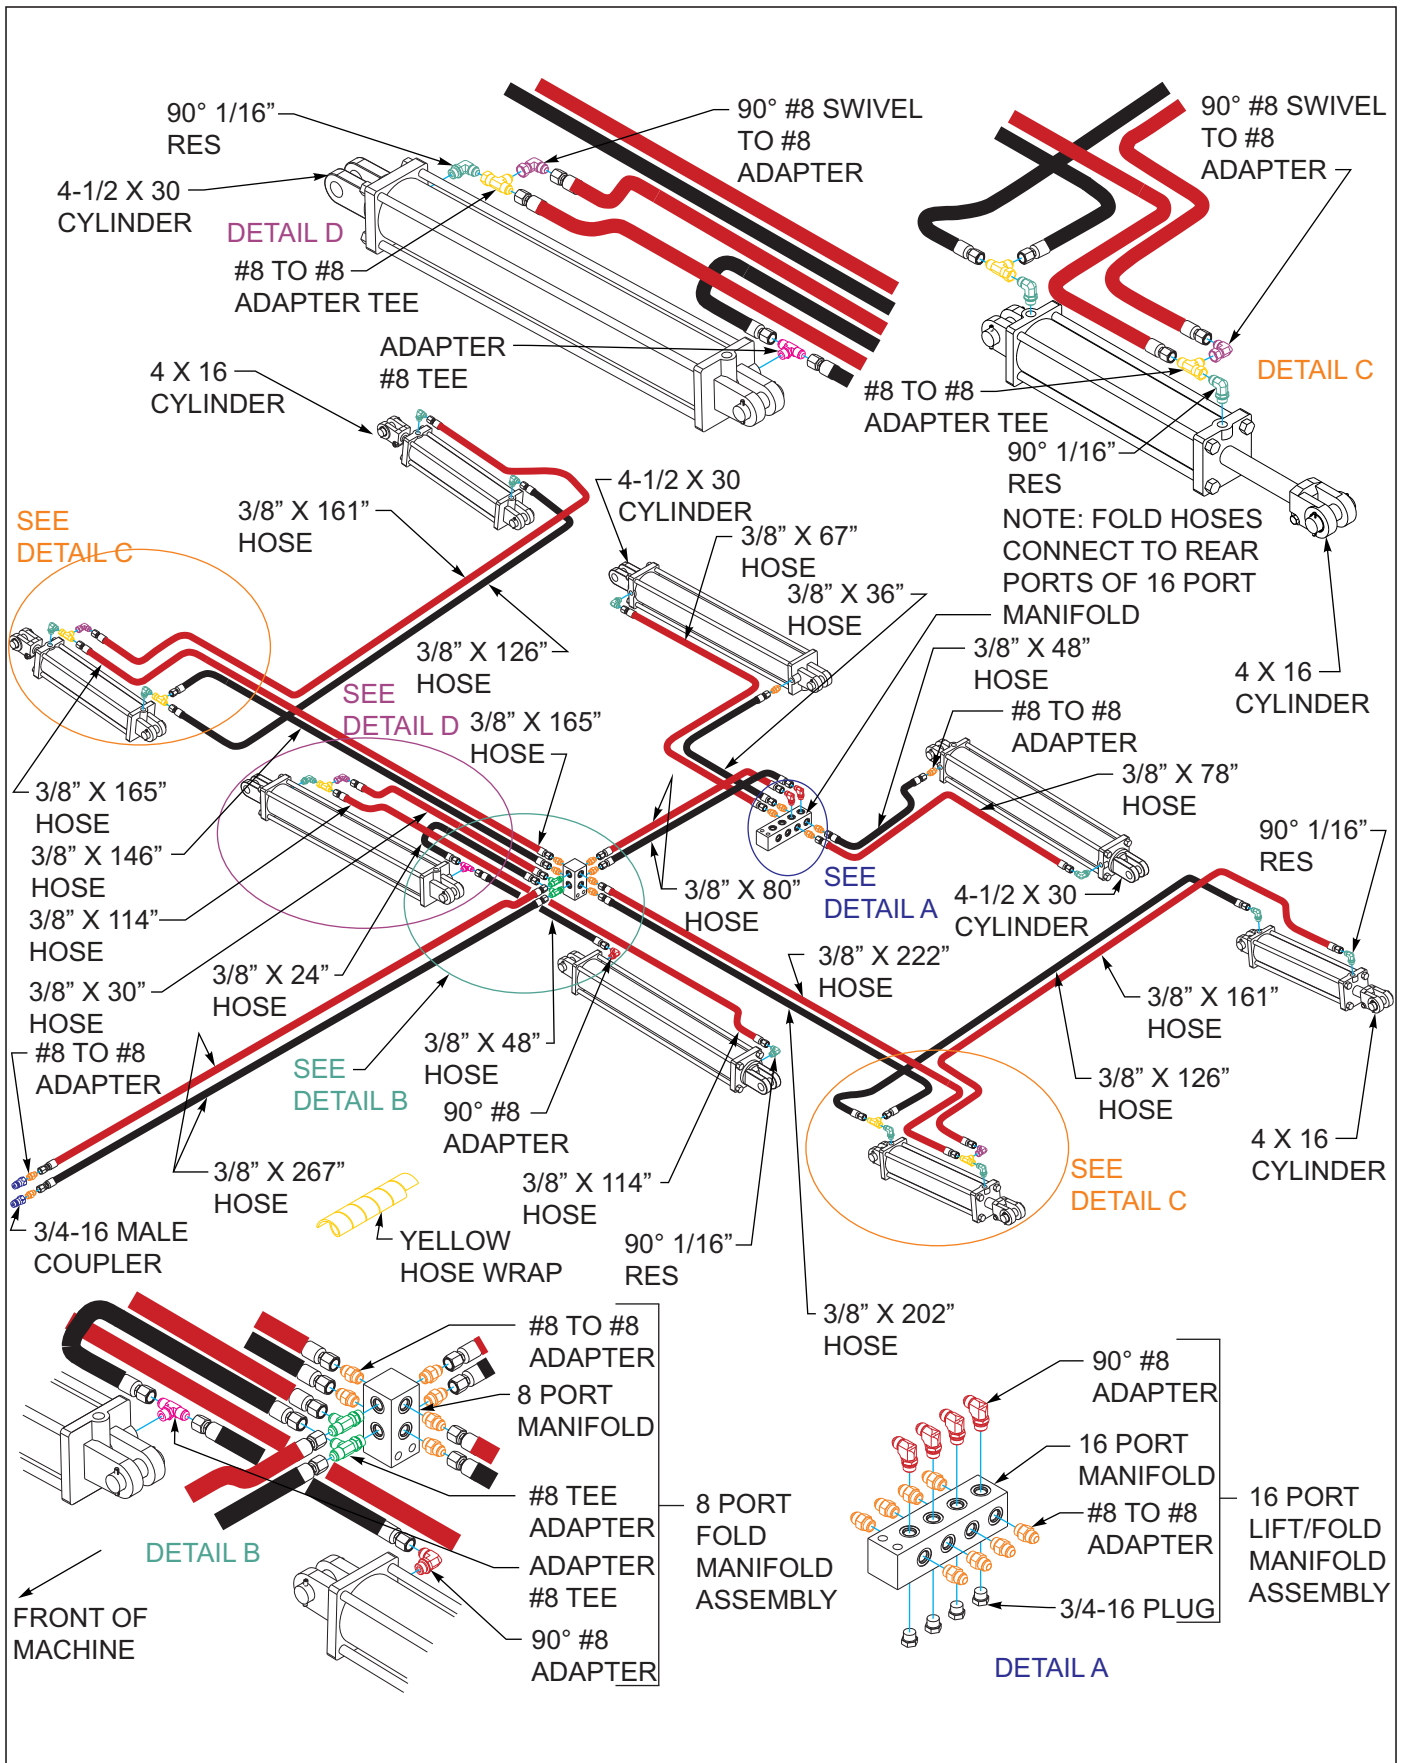 90° 1/16”
RES
4-1/2 X 30
CYLINDER
DETAIL D
#8 TO #8
ADAPTER TEE
ADAPTER
#8 TEE
90° #8 SWIVEL
TO #8
ADAPTER
90° #8 SWIVEL
TO #8
ADAPTER
DETAIL C
#8 TO #8
ADAPTER TEE
90° 1/16”
RES
NOTE: FOLD HOSES
CONNECT TO REAR
PORTS OF 16 PORT
MANIFOLD
4 X 16
CYLINDER
4 X 16
CYLINDER
SEE
DETAIL C
3/8” X 161”
HOSE
4-1/2 X 30
CYLINDER
3/8” X 67”
HOSE
3/8” X 36”
HOSE
3/8” X 126”
HOSE
SEE
DETAIL D
3/8” X 165”
HOSE
3/8” X 48”
HOSE
#8 TO #8
ADAPTER
3/8” X 78”
HOSE
3/8” X 165”
HOSE
3/8” X 146”
HOSE
3/8” X 114”
HOSE
3/8” X 30”
HOSE
3/8” X 24”
HOSE
3/8” X 80”
HOSE
SEE
DETAIL A
4-1/2 X 30
CYLINDER
90° 1/16”
RES
3/8” X 222”
HOSE
3/8” X 161”
HOSE
3/8” X 126”
HOSE
4 X 16
CYLINDER
#8 TO #8
ADAPTER
SEE
DETAIL B
3/8” X 48”
HOSE
90° #8
ADAPTER
3/8” X 267”
HOSE
3/8” X 114”
HOSE
SEE
DETAIL C
3/4-16 MALE
COUPLER
YELLOW
HOSE WRAP
90° 1/16”
RES
3/8” X 202”
HOSE
#8 TO #8
ADAPTER
8 PORT
MANIFOLD
#8 TEE
ADAPTER
ADAPTER
#8 TEE
90° #8
ADAPTER
8 PORT
FOLD
MANIFOLD
ASSEMBLY
DETAIL B
FRONT OF
MACHINE
90° #8
ADAPTER
16 PORT
MANIFOLD
#8 TO #8
ADAPTER
3/4-16 PLUG
16 PORT
LIFT/FOLD
MANIFOLD
ASSEMBLY
DETAIL A